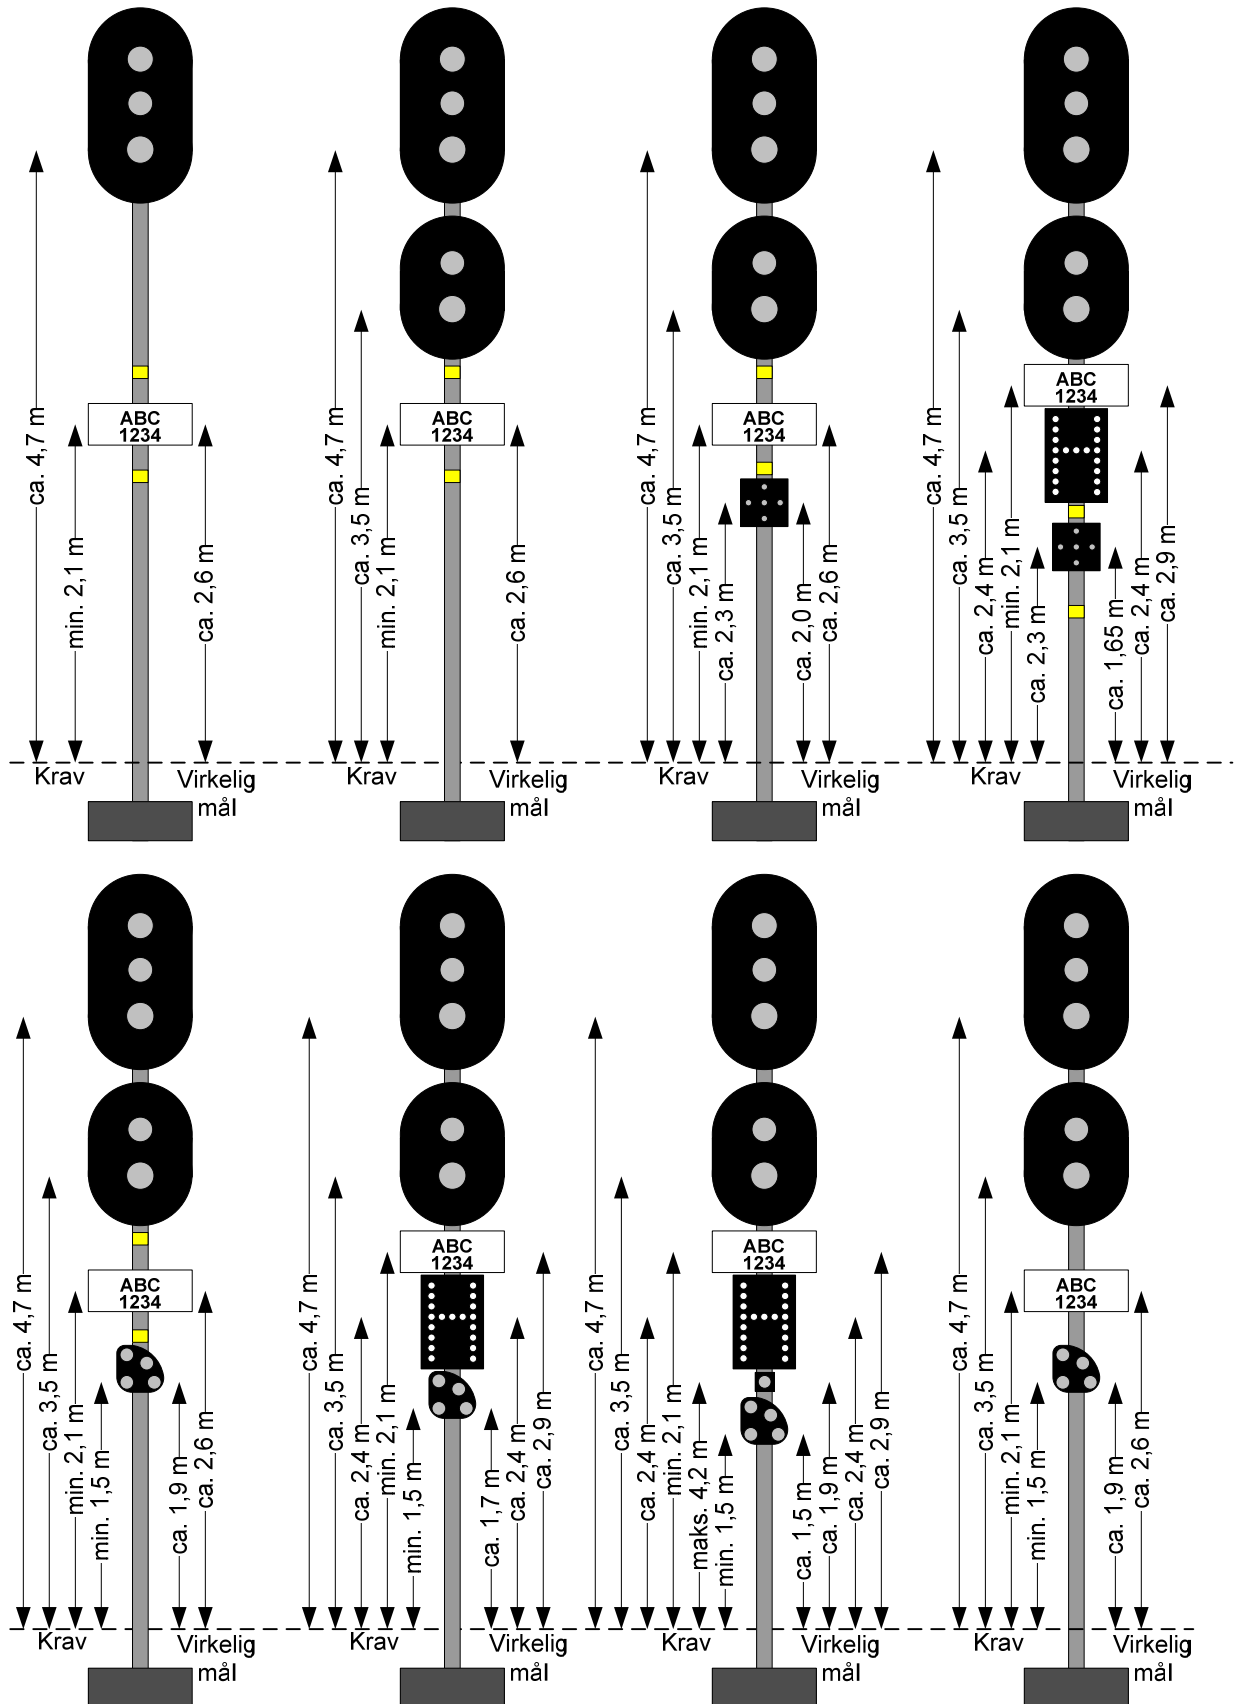 ABC
1234
ca. 4,7 m
min. 2,1 m
ca. 2,6 m
Krav
Virkelig
mål
ABC
1234
ca. 4,7 m
ca. 3,5 m
min. 2,1 m
ca. 2,6 m
Krav
Virkelig
mål
ABC
1234
ca. 4,7 m
ca. 3,5 m
min. 2,1 m
ca. 2,3 m
ca. 2,0 m
ca. 2,6 m
Krav
Virkelig
mål
ABC
1234
ca. 4,7 m
ca. 3,5 m
ca. 2,4 m
min. 2,1 m
ca. 2,3 m
ca. 1,65 m
ca. 2,4 m
ca. 2,9 m
Krav
Virkelig
mål
ABC
1234
ca. 4,7 m
ca. 3,5 m
min. 2,1 m
min. 1,5 m
ca. 1,9 m
ca. 2,6 m
Krav
Virkelig
mål
ABC
1234
ca. 4,7 m
ca. 3,5 m
ca. 2,4 m
min. 2,1 m
min. 1,5 m
ca. 1,7 m
ca. 2,4 m
ca. 2,9 m
Krav
Virkelig
mål
ABC
1234
ca. 4,7 m
ca. 3,5 m
ca. 2,4 m
min. 2,1 m
maks. 4,2 m
min. 1,5 m
ca. 1,5 m
ca. 1,9 m
ca. 2,4 m
ca. 2,9 m
Krav
Virkelig
mål
ABC
1234
ca. 4,7 m
ca. 3,5 m
min. 2,1 m
min. 1,5 m
ca. 1,9 m
ca. 2,6 m
Krav
Virkelig
mål